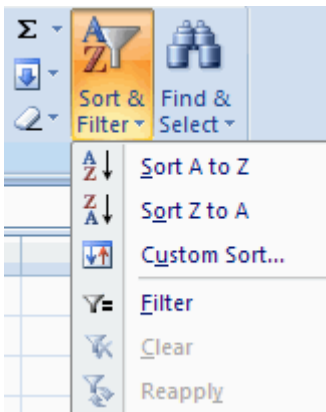 Σ
Sort & Find &
Filter Select
Sort A to Z
Sort Z to A
Custom Sort...
Filter
Clear
Reapply